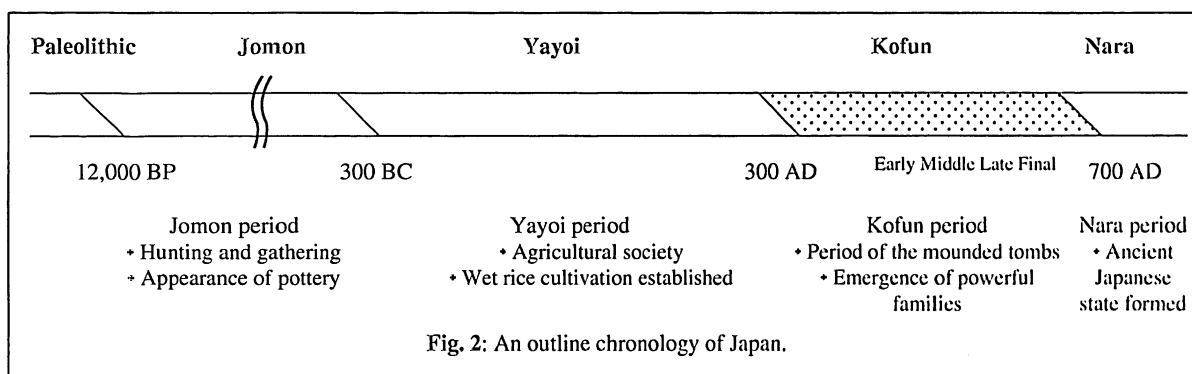 Paleolithic Jomon Yayoi Kofun Nara
12,000 BP 300 BC 300 AD Early Middle Late Final 700 AD
Jomon period
✦ Hunting and gathering
✦ Appearance of pottery
Yayoi period
✦ Agricultural society
✦ Wet rice cultivation established
Kofun period
✦ Period of the mounded tombs
✦ Emergence of powerful
families
Nara period
✦ Ancient
Japanese
state formed
Fig. 2: An outline chronology of Japan.